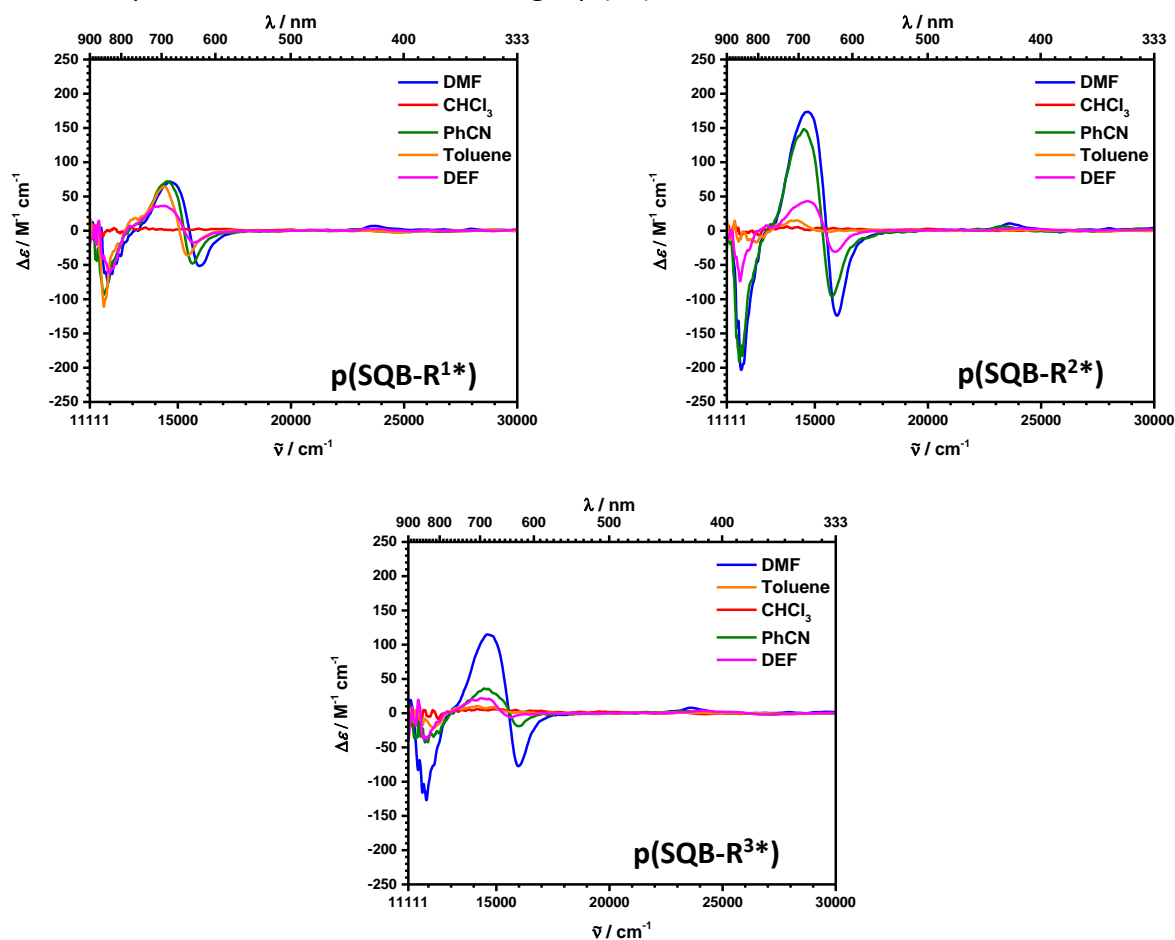 λ / nm
900 800 700 600 500 400 333
250
200
150
100
50
0
-50
-100
-150
-200
-250
Δε / M⁻¹ cm⁻¹
DMF
CHCl₃
PhCN
Toluene
DEF
p(SQB-R¹*)
11111 15000 20000 25000 30000
ṽ / cm⁻¹
λ / nm
900 800 700 600 500 400 333
250
200
150
100
50
0
-50
-100
-150
-200
-250
Δε / M⁻¹ cm⁻¹
DMF
CHCl₃
PhCN
Toluene
DEF
p(SQB-R²*)
11111 15000 20000 25000 30000
ṽ / cm⁻¹
λ / nm
900 800 700 600 500 400 333
250
200
150
100
50
0
-50
-100
-150
-200
-250
Δε / M⁻¹ cm⁻¹
DMF
Toluene
CHCl₃
PhCN
DEF
p(SQB-R³*)
11111 15000 20000 25000 30000
ṽ / cm⁻¹